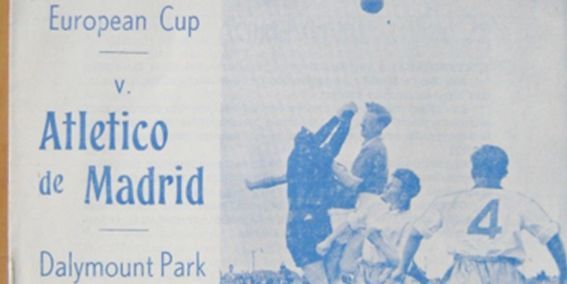 European Cup
v.
Atletico
de Madrid
Dalymount Park
4